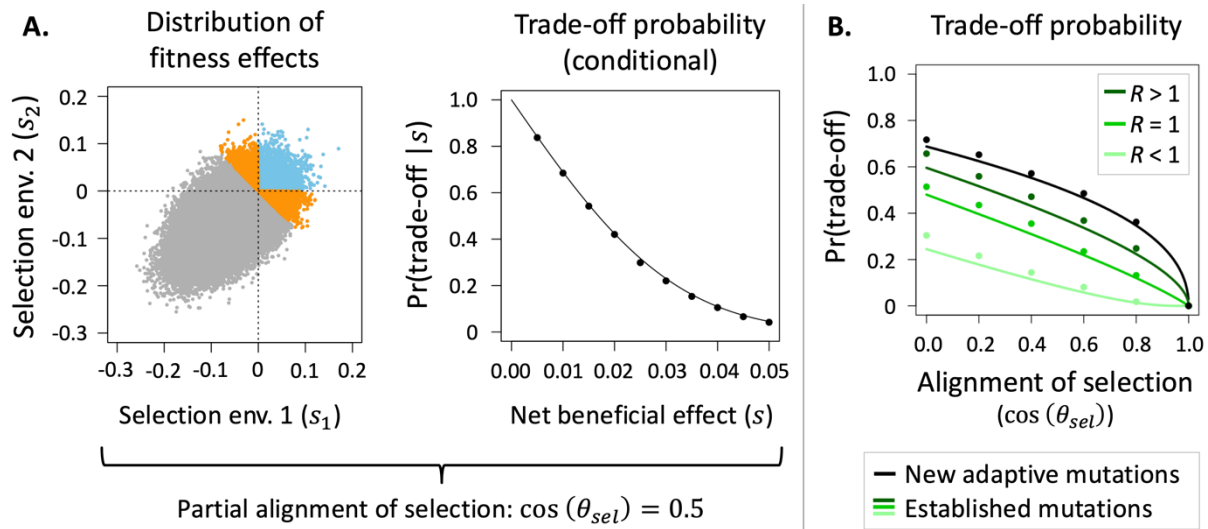 A.
Distribution of
fitness effects
Selection env. 2 (s₂)
0.2
0.1
0
-0.1
-0.2
-0.3
-0.3 -0.2 -0.1 0 0.1 0.2
Selection env. 1 (s₁)
Trade-off probability
(conditional)
Pr(trade-off |s)
1.0
0.8
0.6
0.4
0.2
0
0.00 0.01 0.02 0.03 0.04 0.05
Net beneficial effect (s)
Partial alignment of selection: cos (θ_sel) = 0.5
B.
Trade-off probability
Pr(trade-off)
1.0
0.8
0.6
0.4
0.2
0
R > 1
R = 1
R < 1
0.0 0.2 0.4 0.6 0.8 1.0
Alignment of selection
(cos (θ_sel))
New adaptive mutations
Established mutations